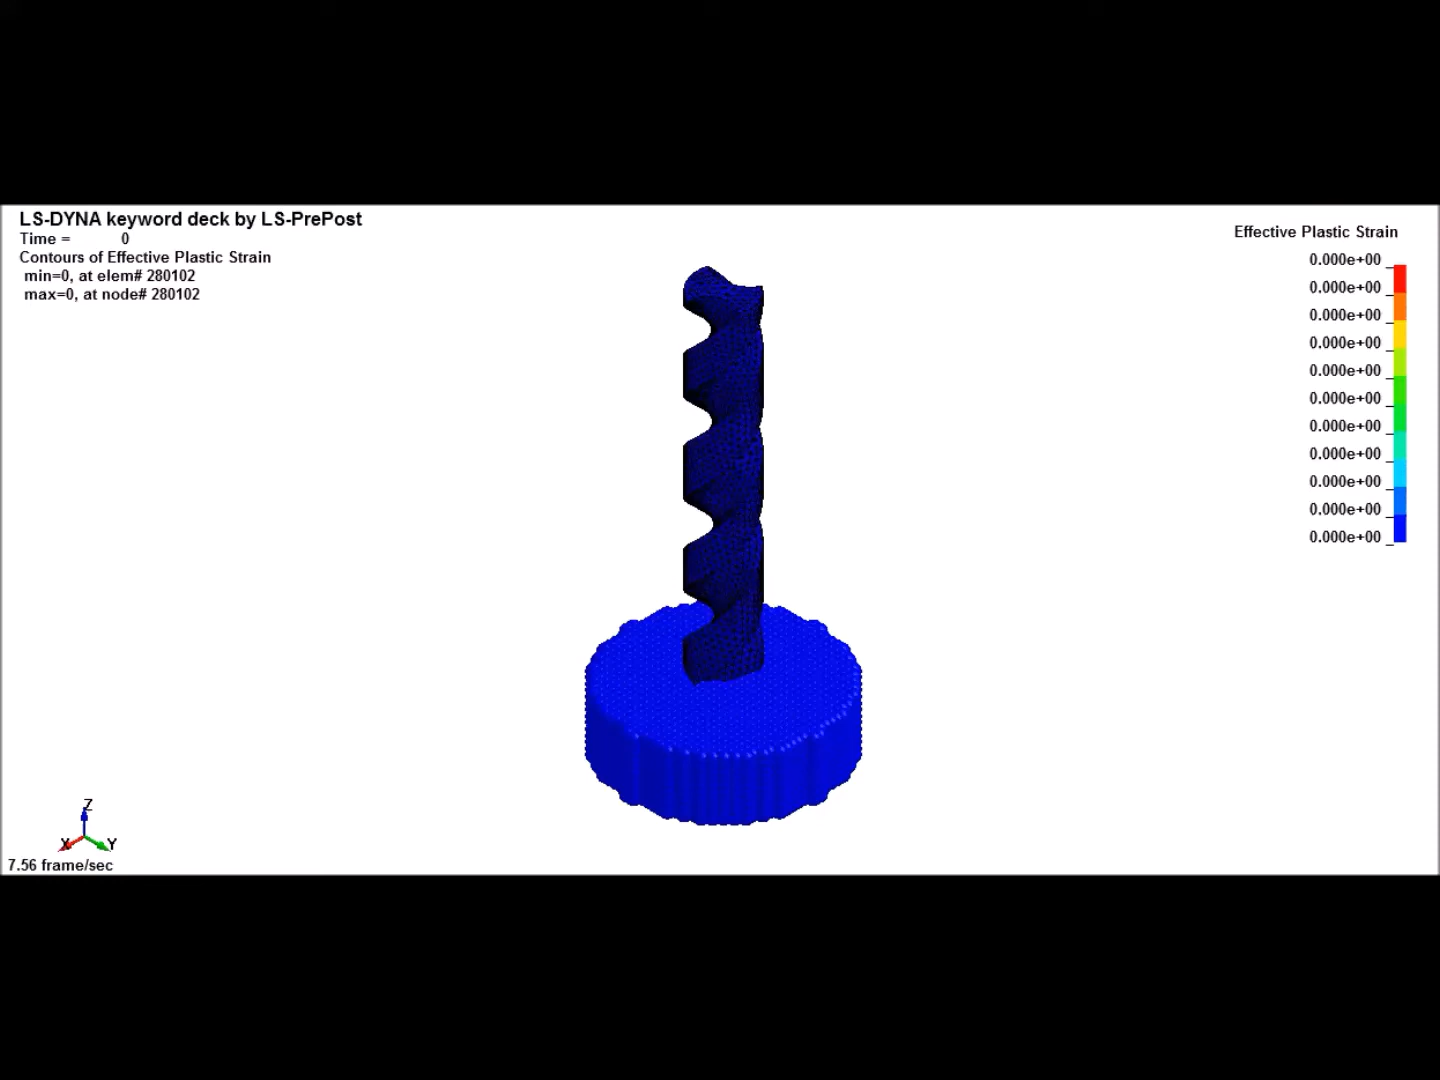 LS-DYNA keyword deck by LS-PrePost
Time = 0
Contours of Effective Plastic Strain
min=0, at elem# 280102
max=0, at node# 280102
Effective Plastic Strain
0.000e+00
0.000e+00
0.000e+00
0.000e+00
0.000e+00
0.000e+00
0.000e+00
0.000e+00
0.000e+00
0.000e+00
0.000e+00
Z
X Y
7.56 frame/sec